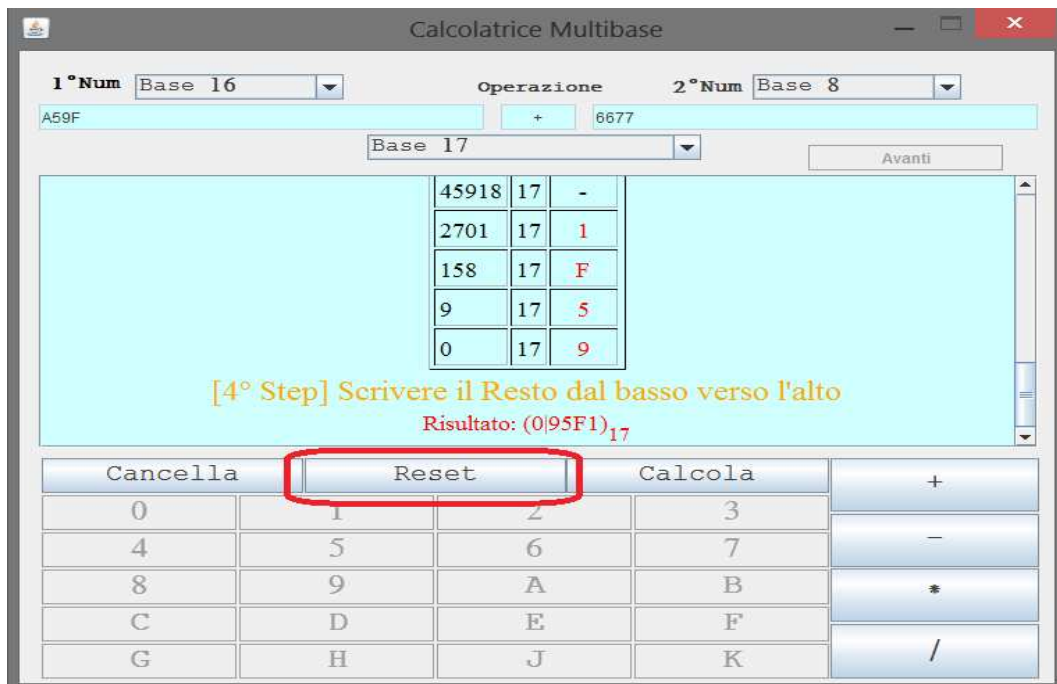 Calcolatrice Multibase
1°Num Base 16 Operazione 2°Num Base 8
A59F + 6677
Base 17 Avanti
45918 17 -
2701 17 1
158 17 F
9 17 5
0 17 9
[4° Step] Scrivere il Resto dal basso verso l'alto
Risultato: (0|95F1)17
Cancella Reset Calcola +
0 1 2 3
4 5 6 7 −
8 9 A B *
C D E F
G H J K /